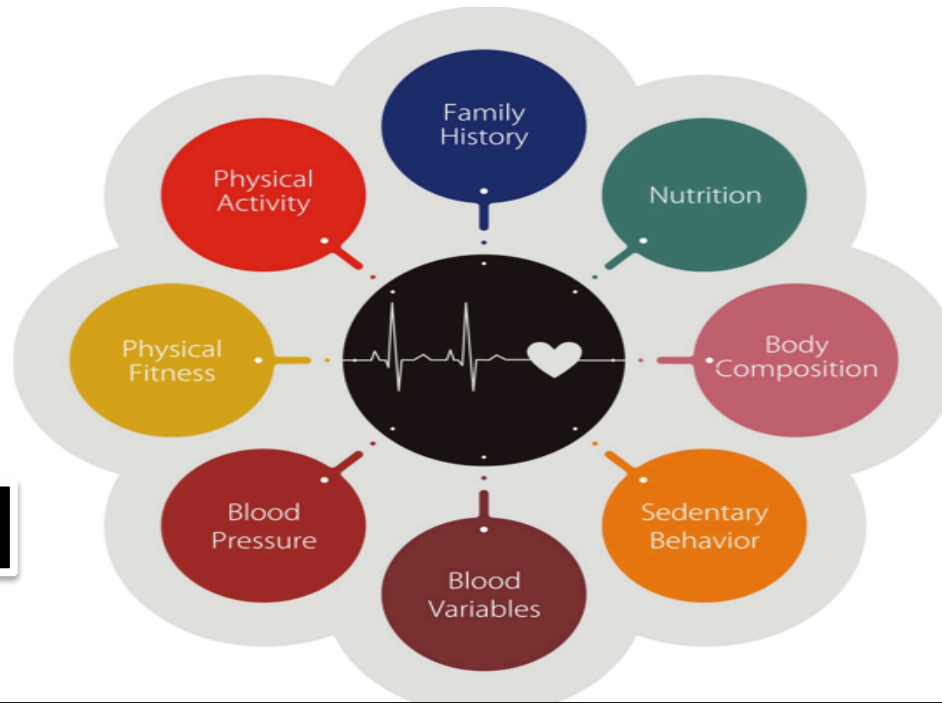 Family
History
Nutrition
Body
Composition
Sedentary
Behavior
Blood
Variables
Blood
Pressure
Physical
Fitness
Physical
Activity